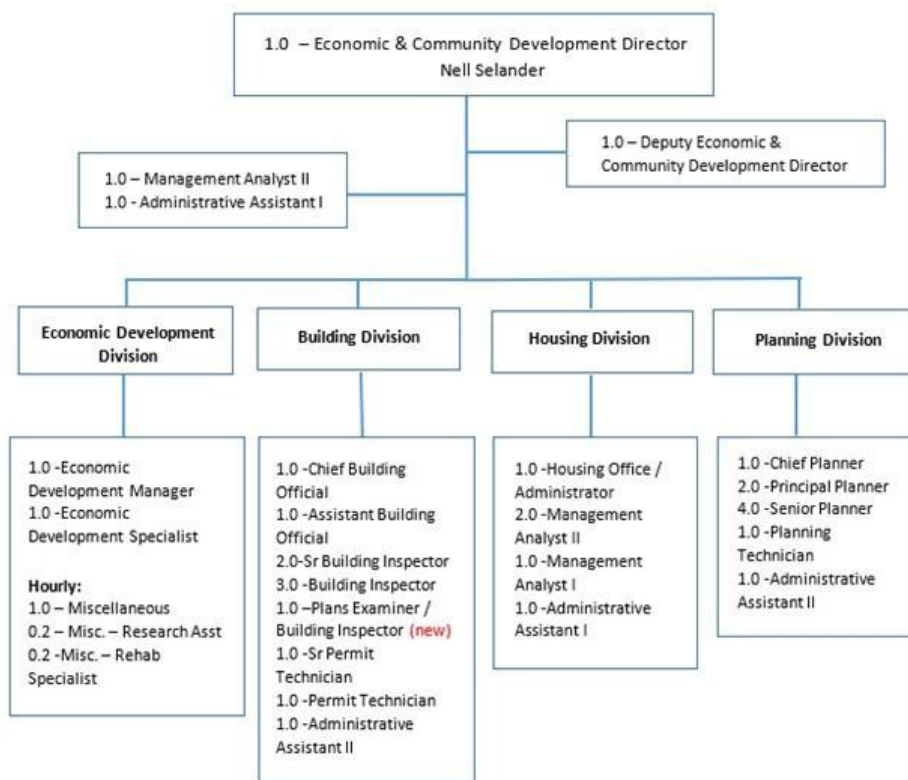 1.0 – Economic & Community Development Director
Nell Selander
1.0 – Deputy Economic &
Community Development Director
1.0 – Management Analyst II
1.0 - Administrative Assistant I
Economic Development
Division
Building Division
Housing Division
Planning Division
1.0 -Economic
Development Manager
1.0 -Economic
Development Specialist
Hourly:
1.0 – Miscellaneous
0.2 – Misc. – Research Asst
0.2 -Misc. – Rehab
Specialist
1.0 -Chief Building
Official
1.0 -Assistant Building
Official
2.0-Sr Building Inspector
3.0 -Building Inspector
1.0 –Plans Examiner /
Building Inspector (new)
1.0 -Sr Permit
Technician
1.0 -Permit Technician
1.0 -Administrative
Assistant II
1.0 -Housing Office /
Administrator
2.0 -Management
Analyst II
1.0 -Management
Analyst I
1.0 -Administrative
Assistant I
1.0 -Chief Planner
2.0 -Principal Planner
4.0 -Senior Planner
1.0 -Planning
Technician
1.0 -Administrative
Assistant II